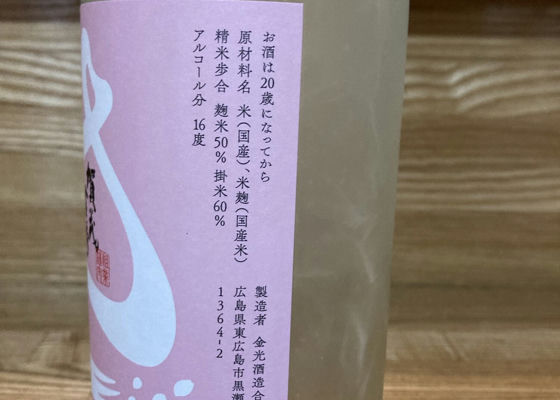 お酒は20歳になってから
原材料名 米(国産)、米麹(国産米)
精米歩合 麹米50% 掛米60%
アルコール分 16度
製造者 金光酒造合
広島県東広島市黒瀬
1364-2
賀茂